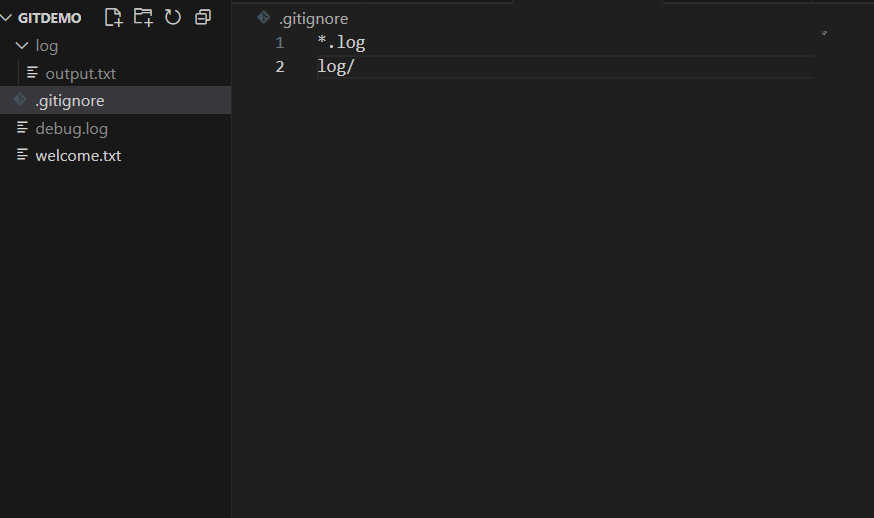 GITDEMO
log
output.txt
.gitignore
debug.log
welcome.txt
.gitignore
1 *.log
2 log/